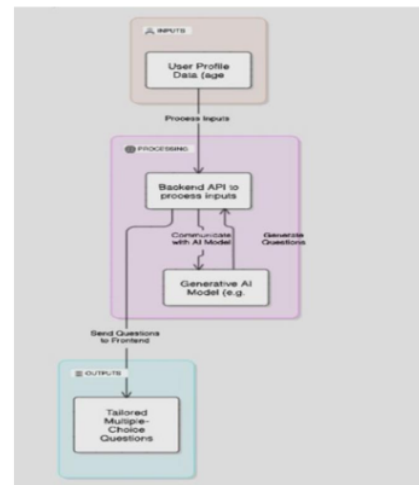 INPUTS
User Profile
Data (age
Process Inputs
PROCESSING
Backend API to
process inputs
Communicate
with AI Model
Generate
Questions
Generative AI
Model (e.g.
Send Questions
to Frontend
OUTPUTS
Tailored
Multiple-
Choice
Questions